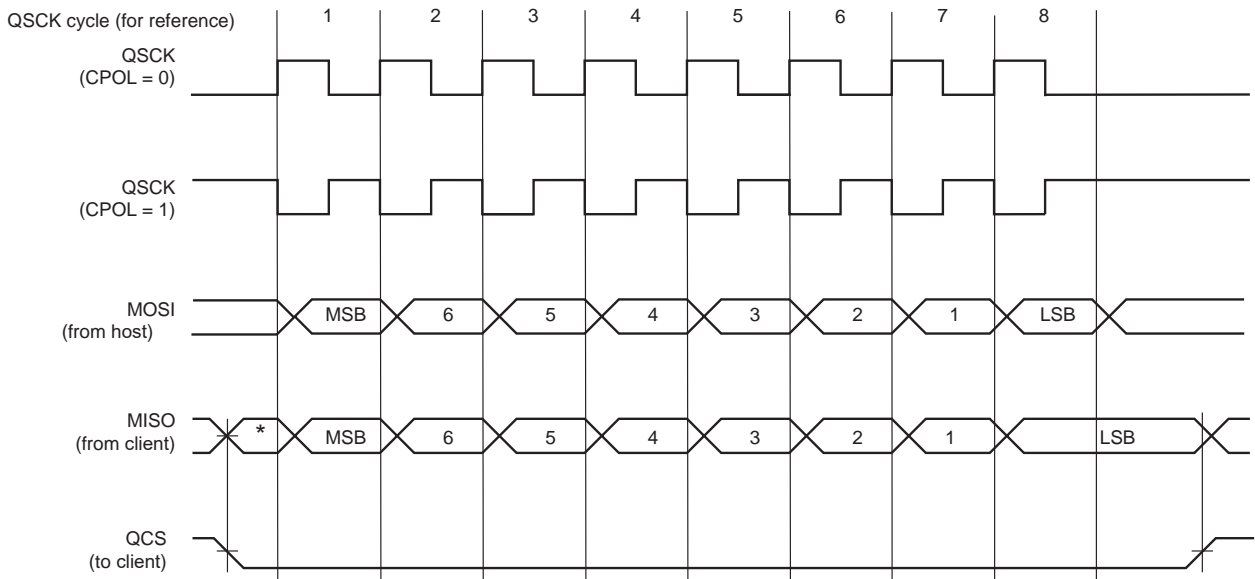 QSCK cycle (for reference) 1 2 3 4 5 6 7 8
QSCK
(CPOL = 0)
QSCK
(CPOL = 1)
MOSI
(from host)
MSB 6 5 4 3 2 1 LSB
MISO
(from client)
* MSB 6 5 4 3 2 1 LSB
QCS
(to client)